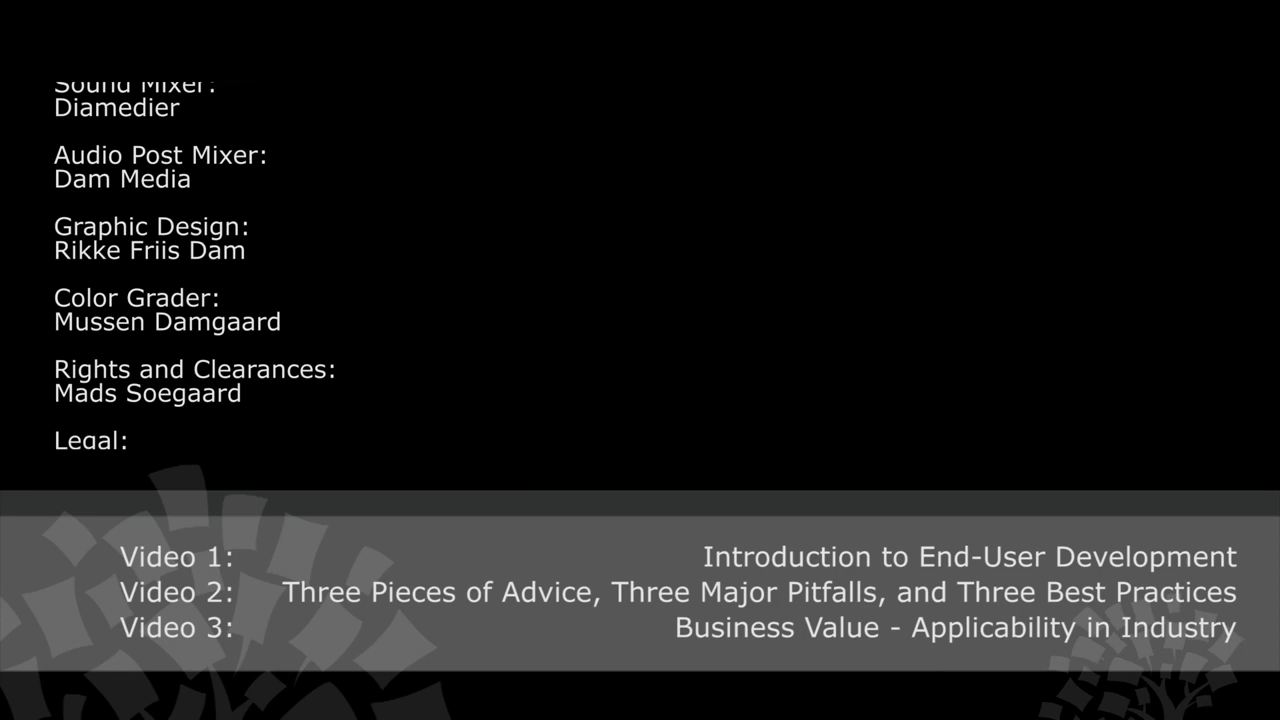 Sound Mixer:
Diamedier
Audio Post Mixer:
Dam Media
Graphic Design:
Rikke Friis Dam
Color Grader:
Mussen Damgaard
Rights and Clearances:
Mads Soegaard
Legal:
Video 1: Introduction to End-User Development
Video 2: Three Pieces of Advice, Three Major Pitfalls, and Three Best Practices
Video 3: Business Value - Applicability in Industry